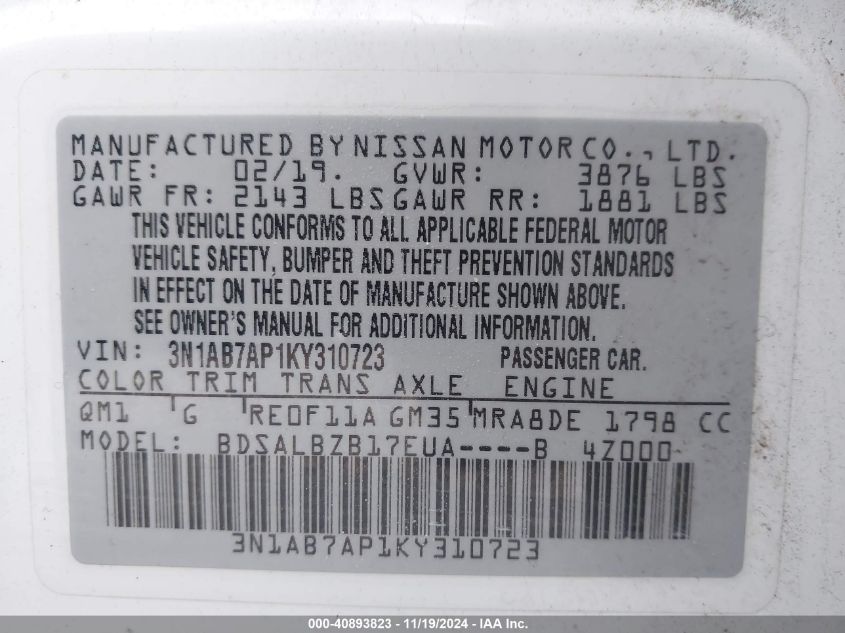 MANUFACTURED BY NISSAN MOTOR CO., LTD.
DATE: 02/19. GVWR: 3876 LBS
GAWR FR: 2143 LBS GAWR RR: 1881 LBS
THIS VEHICLE CONFORMS TO ALL APPLICABLE FEDERAL MOTOR
VEHICLE SAFETY, BUMPER AND THEFT PREVENTION STANDARDS
IN EFFECT ON THE DATE OF MANUFACTURE SHOWN ABOVE.
SEE OWNER'S MANUAL FOR ADDITIONAL INFORMATION.
VIN: 3N1AB7AP1KY310723 PASSENGER CAR.
COLOR TRIM TRANS AXLE ENGINE
QM1 G RE0F11A GM35 MRA8DE 1798 CC
MODEL: BDSALBZB17EUA----B 4Z000
3N1AB7AP1KY310723
000-40893823 - 11/19/2024 - IAA Inc.